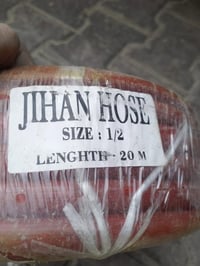 JIHAN HOSE
SIZE : 1/2
LENGHTH - 20 M